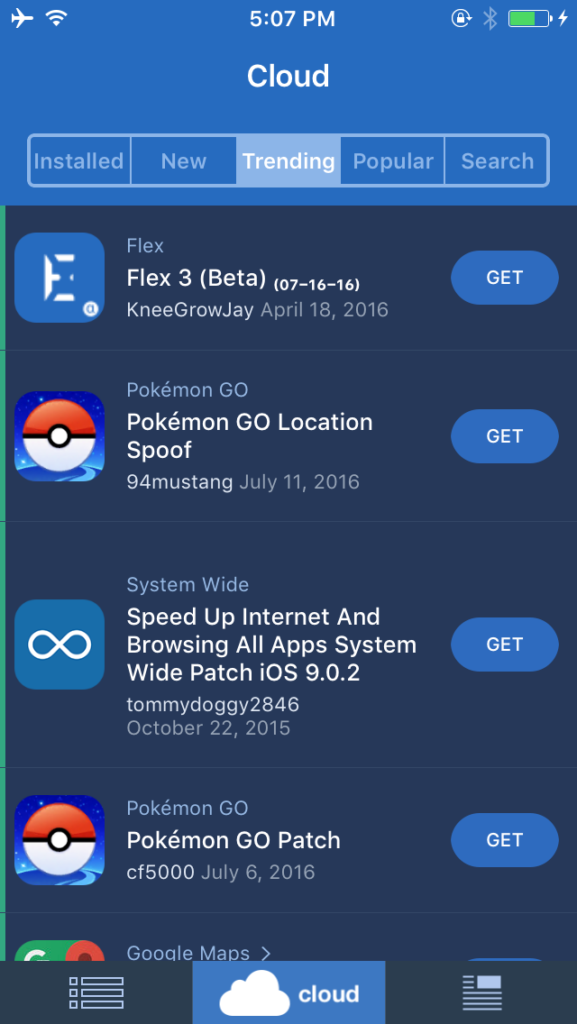 5:07 PM
Cloud
Installed New Trending Popular Search
Flex
Flex 3 (Beta) (07-16-16)
KneeGrowJay April 18, 2016
GET
Pokémon GO
Pokémon GO Location
Spoof
94mustang July 11, 2016
GET
System Wide
Speed Up Internet And
Browsing All Apps System
Wide Patch iOS 9.0.2
tommydoggy2846
October 22, 2015
GET
Pokémon GO
Pokémon GO Patch
cf5000 July 6, 2016
GET
Google Maps >
cloud